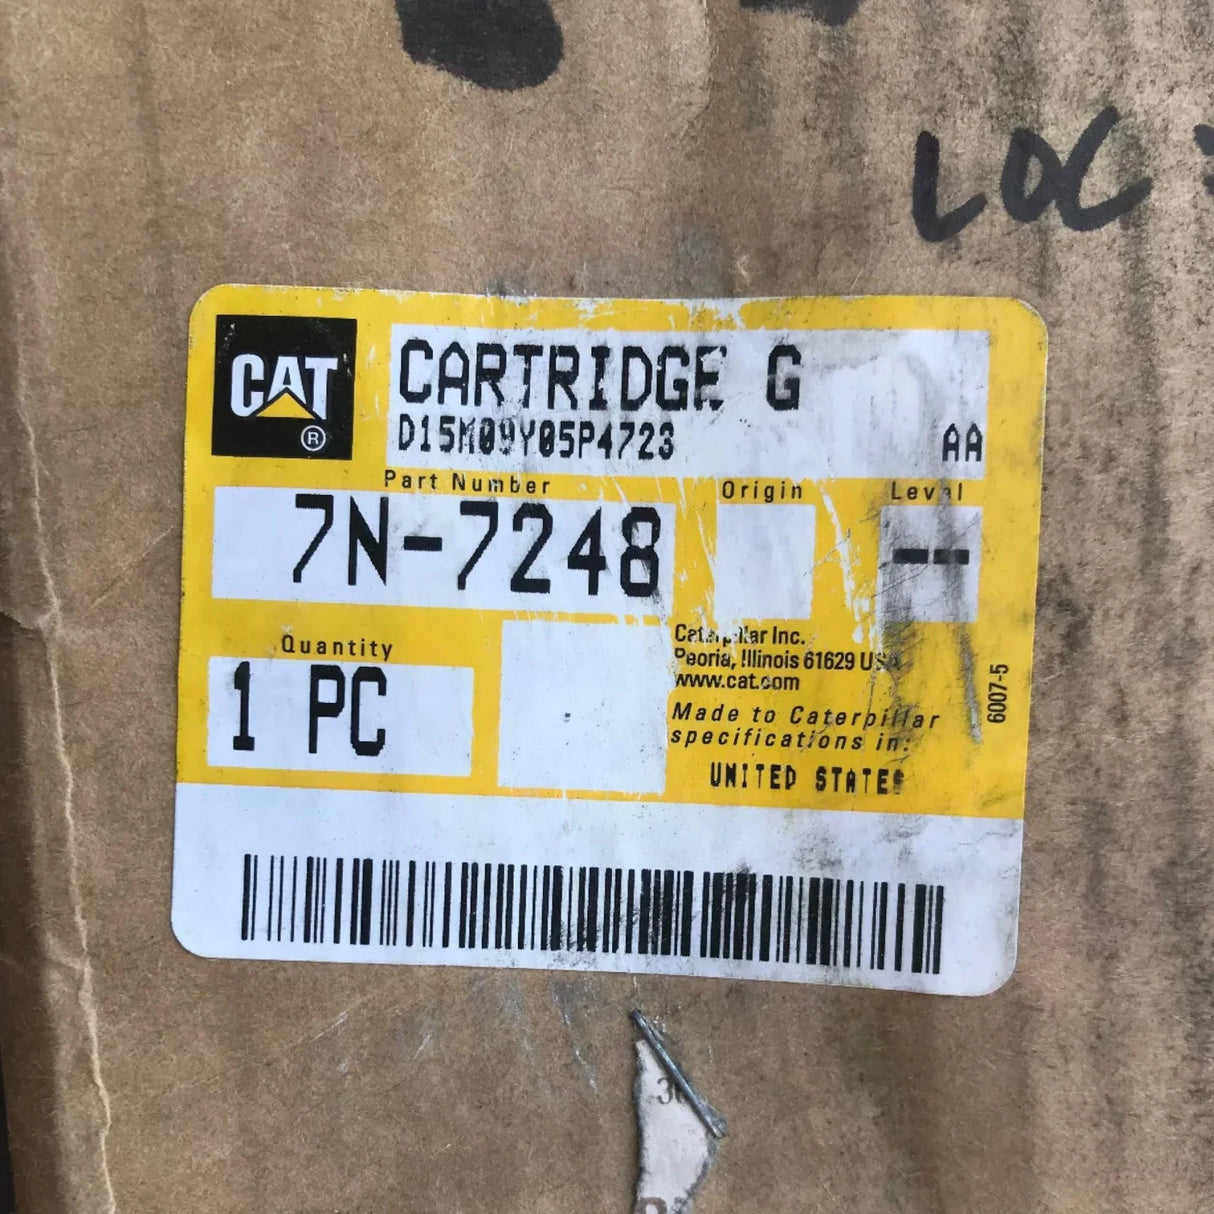 LOC
CAT
®
CARTRIDGE G
D15M09Y05P4723 AA
Part Number Origin Level
7N-7248 --
Quantity
1 PC
Caterpillar Inc.
Peoria, Illinois 61629 USA
www.cat.com
Made to Caterpillar
specifications in:
UNITED STATES
6007-5